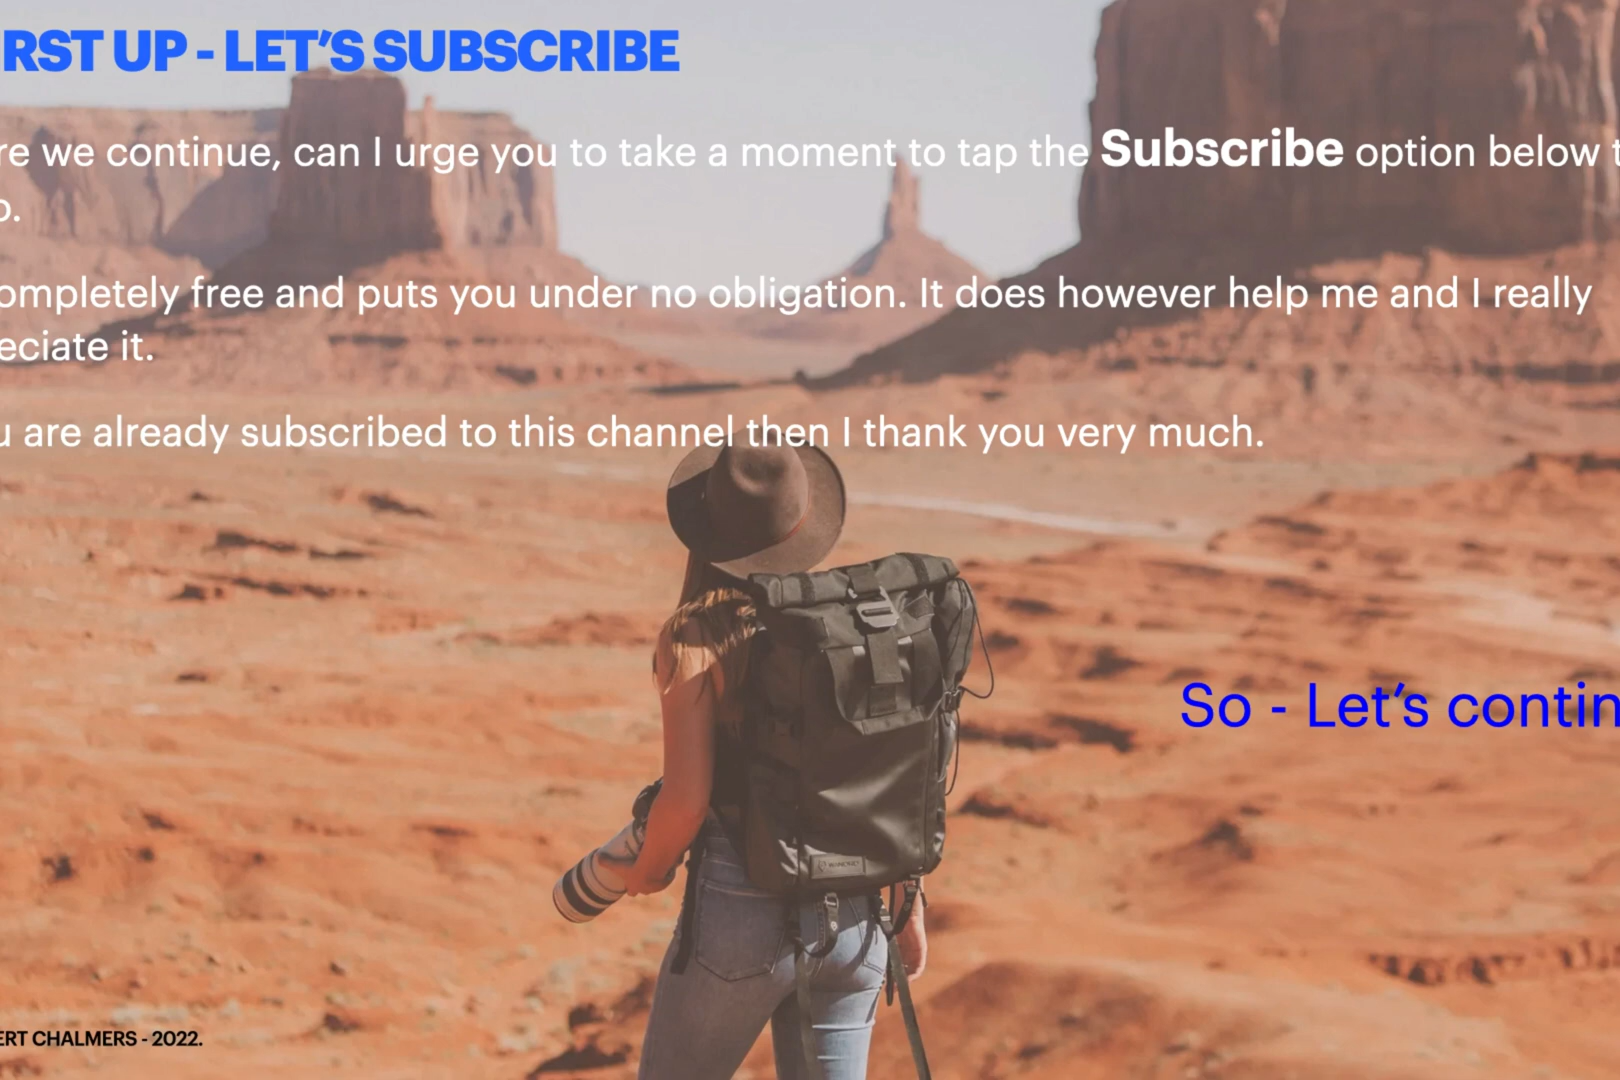 IRST UP - LET'S SUBSCRIBE
re we continue, can I urge you to take a moment to tap the Subscribe option below t
o.
ompletely free and puts you under no obligation. It does however help me and I really
eciate it.
u are already subscribed to this channel then I thank you very much.
So - Let's contin
ERT CHALMERS - 2022.